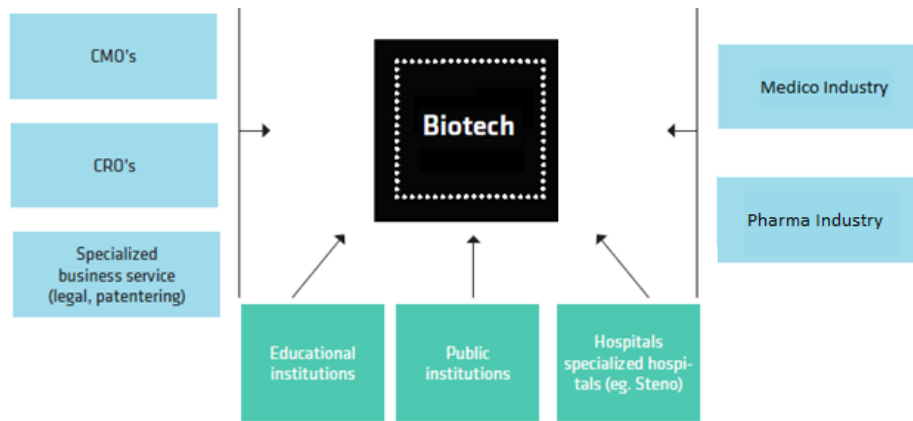 CMO's
CRO's
Specialized
business service
(legal, patentering)
Biotech
Medico Industry
Pharma Industry
Educational
institutions
Public
institutions
Hospitals
specialized hospi-
tals (eg. Steno)